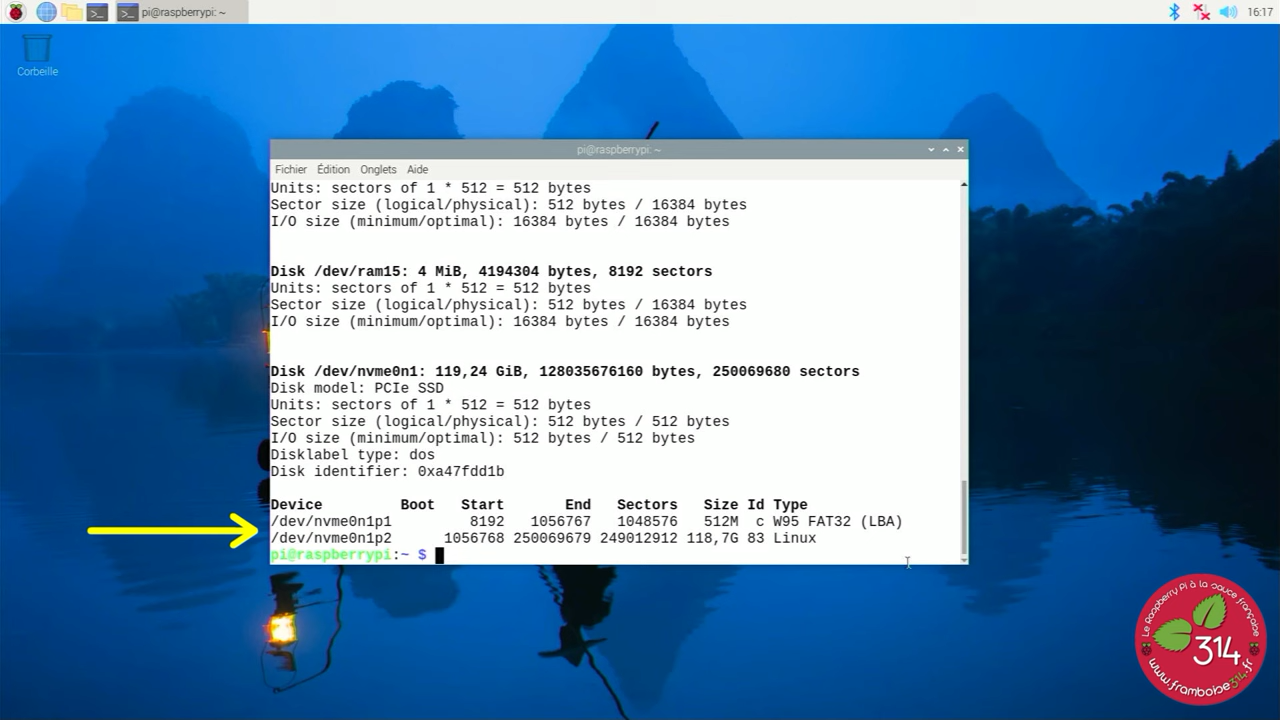 pi@raspberrypi: ~
16:17
Corbeille
pi@raspberrypi: ~
Fichier Édition Onglets Aide
Units: sectors of 1 * 512 = 512 bytes
Sector size (logical/physical): 512 bytes / 16384 bytes
I/O size (minimum/optimal): 16384 bytes / 16384 bytes
Disk /dev/ram15: 4 MiB, 4194304 bytes, 8192 sectors
Units: sectors of 1 * 512 = 512 bytes
Sector size (logical/physical): 512 bytes / 16384 bytes
I/O size (minimum/optimal): 16384 bytes / 16384 bytes
Disk /dev/nvme0n1: 119,24 GiB, 128035676160 bytes, 250069680 sectors
Disk model: PCIe SSD
Units: sectors of 1 * 512 = 512 bytes
Sector size (logical/physical): 512 bytes / 512 bytes
I/O size (minimum/optimal): 512 bytes / 512 bytes
Disklabel type: dos
Disk identifier: 0xa47fdd1b
Device Boot Start End Sectors Size Id Type
/dev/nvme0n1p1 8192 1056767 1048576 512M c W95 FAT32 (LBA)
/dev/nvme0n1p2 1056768 250069679 249012912 118,7G 83 Linux
pi@raspberrypi:~ $
Le Raspberry Pi à la sauce française
314
www.framboise314.fr